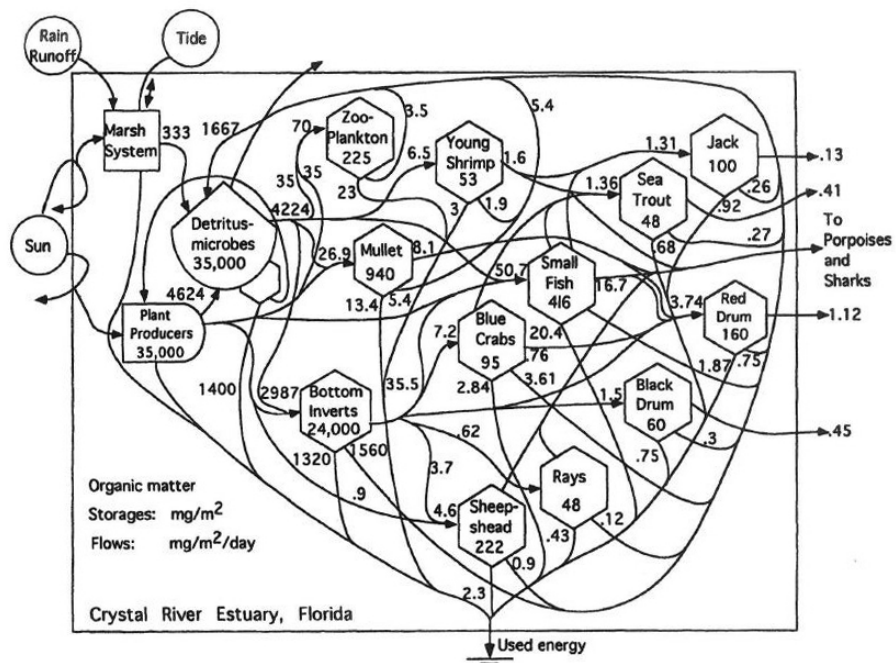 Rain
Runoff
Tide
Marsh
System
333
1667
Sun
Detritus-
microbes
35,000
4224
4624
Plant
Producers
35,000
Zoo-
Plankton
225
70
35
35
3.5
23
Young
Shrimp
53
6.5
5.4
1.6
3
1.9
Mullet
940
26.9
8.1
13.4
5.4
Small
Fish
416
50.7
16.7
20.4
Blue
Crabs
95
7.2
.76
2.84
3.61
35.5
Jack
100
1.31
.26
.13
Sea
Trout
48
1.36
.92
.68
.27
.41
To
Porpoises
and
Sharks
Red
Drum
160
3.74
.75
1.12
1.87
Black
Drum
60
1.5
.3
.45
.75
Bottom
Inverts
24,000
1400
2987
1320
1560
.62
3.7
.9
4.6
Sheep-
shead
222
0.9
2.3
Rays
48
.43
.12
Organic matter
Storages: mg/m²
Flows: mg/m²/day
Crystal River Estuary, Florida
Used energy